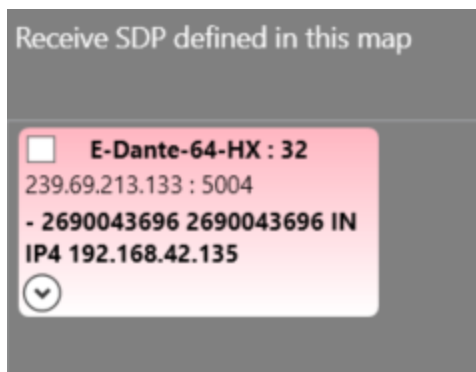 Receive SDP defined in this map
E-Dante-64-HX : 32
239.69.213.133 : 5004
- 2690043696 2690043696 IN
IP4 192.168.42.135